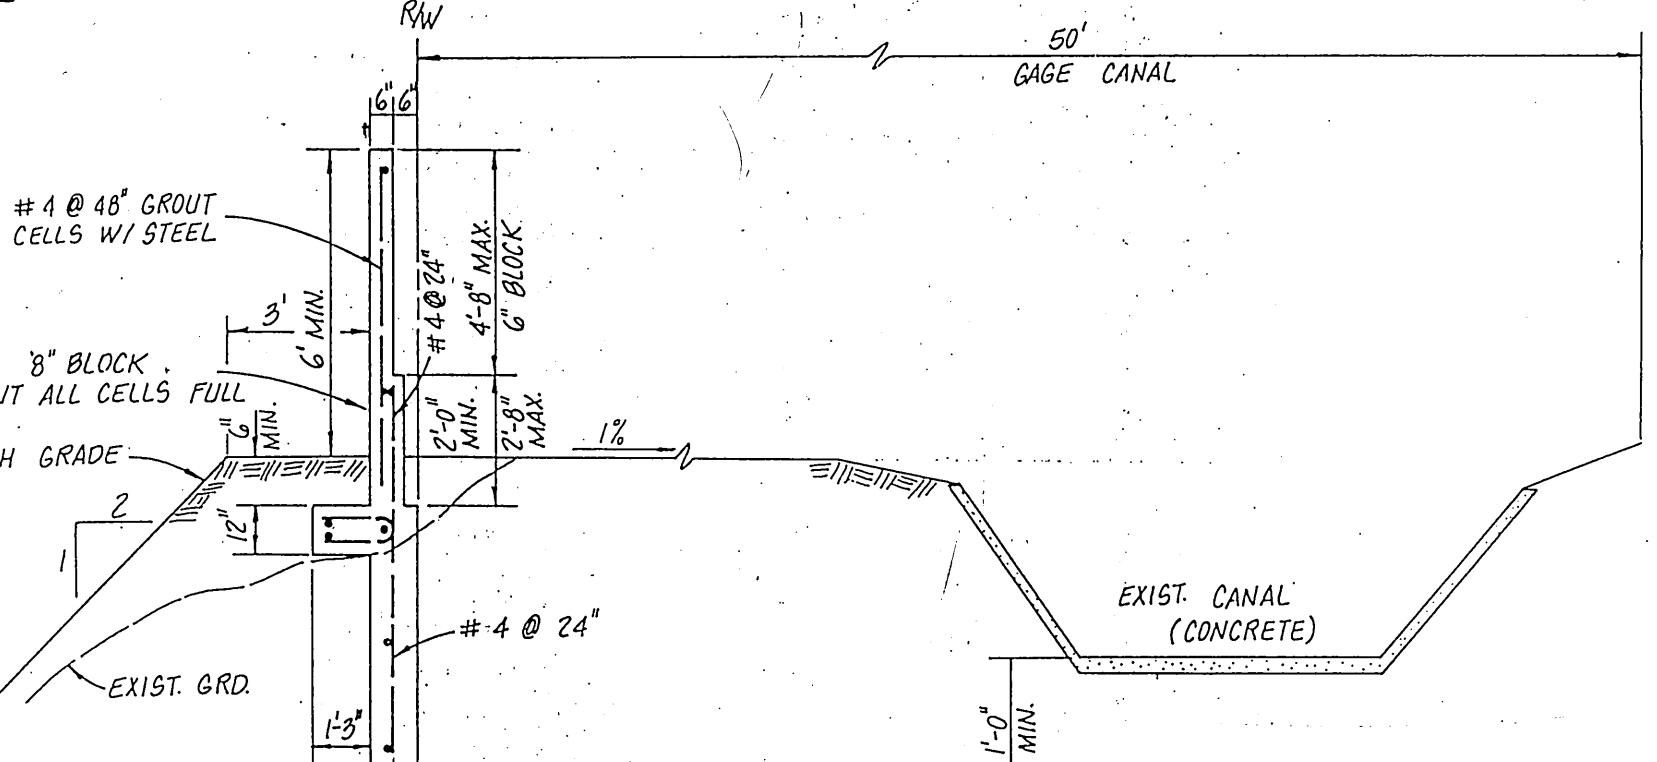 R/W
50'
GAGE CANAL
6" 6"
# 4 @ 48" GROUT
CELLS W/ STEEL
3'
6' MIN.
# 4 @ 24"
4'-8" MAX.
6" BLOCK
8" BLOCK
ALL CELLS FULL
6"
MIN.
2'-0"
MIN.
2'-8"
MAX.
1%
GRADE
2
1
12"
EXIST. CANAL
(CONCRETE)
# 4 @ 24"
EXIST. GRD.
1'-3"
1'-0"
MIN.